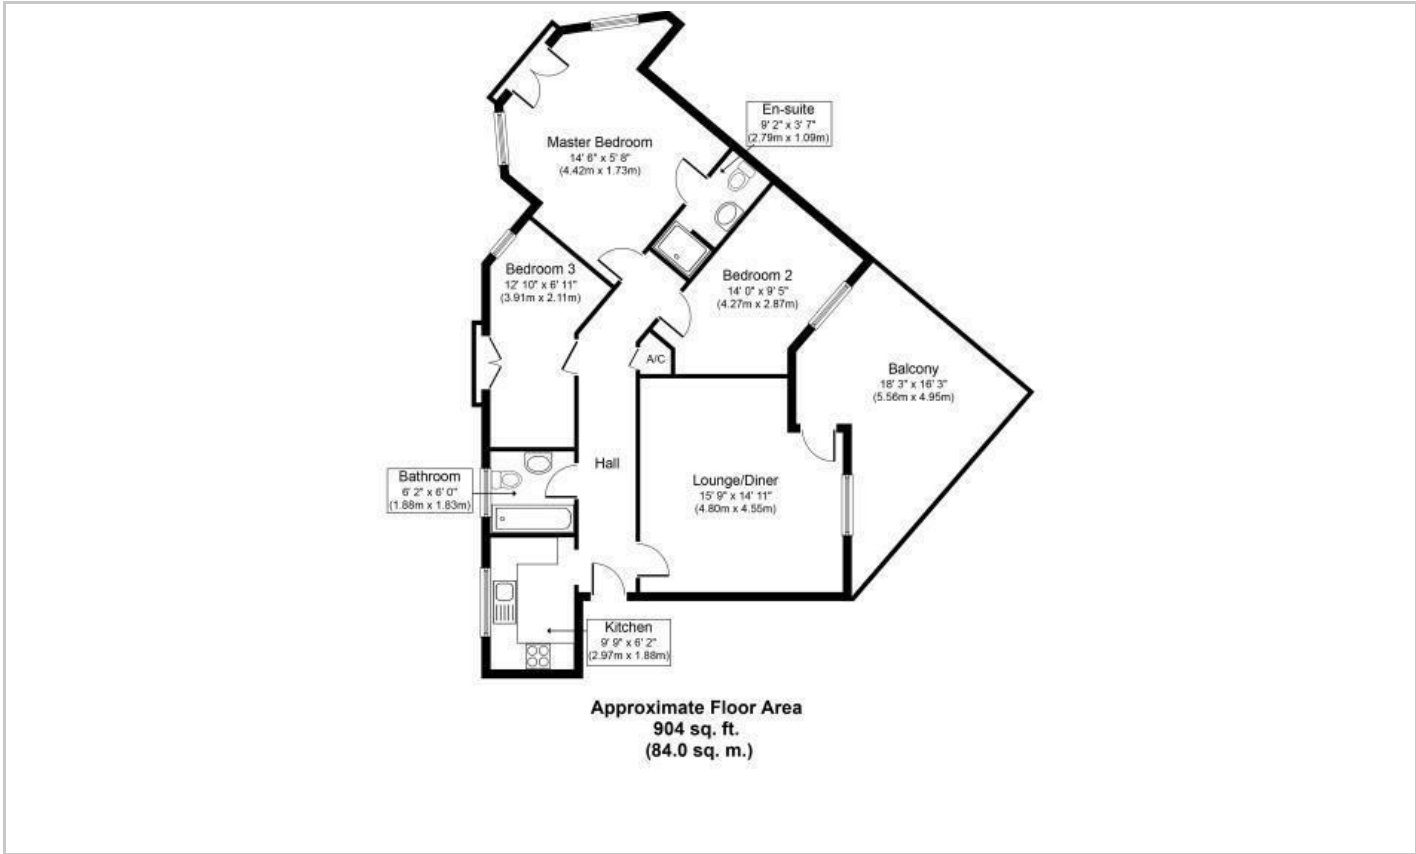 En-suite
9' 2" x 3' 7"
(2.79m x 1.09m)
Master Bedroom
14' 6" x 5' 8"
(4.42m x 1.73m)
Bedroom 3
12' 10" x 6' 11"
(3.91m x 2.11m)
Bedroom 2
14' 0" x 9' 5"
(4.27m x 2.87m)
A/C
Balcony
18' 3" x 16' 3"
(5.56m x 4.95m)
Hall
Bathroom
6' 2" x 6' 0"
(1.88m x 1.83m)
Lounge/Diner
15' 9" x 14' 11"
(4.80m x 4.55m)
Kitchen
9' 9" x 6' 2"
(2.97m x 1.88m)
Approximate Floor Area
904 sq. ft.
(84.0 sq. m.)